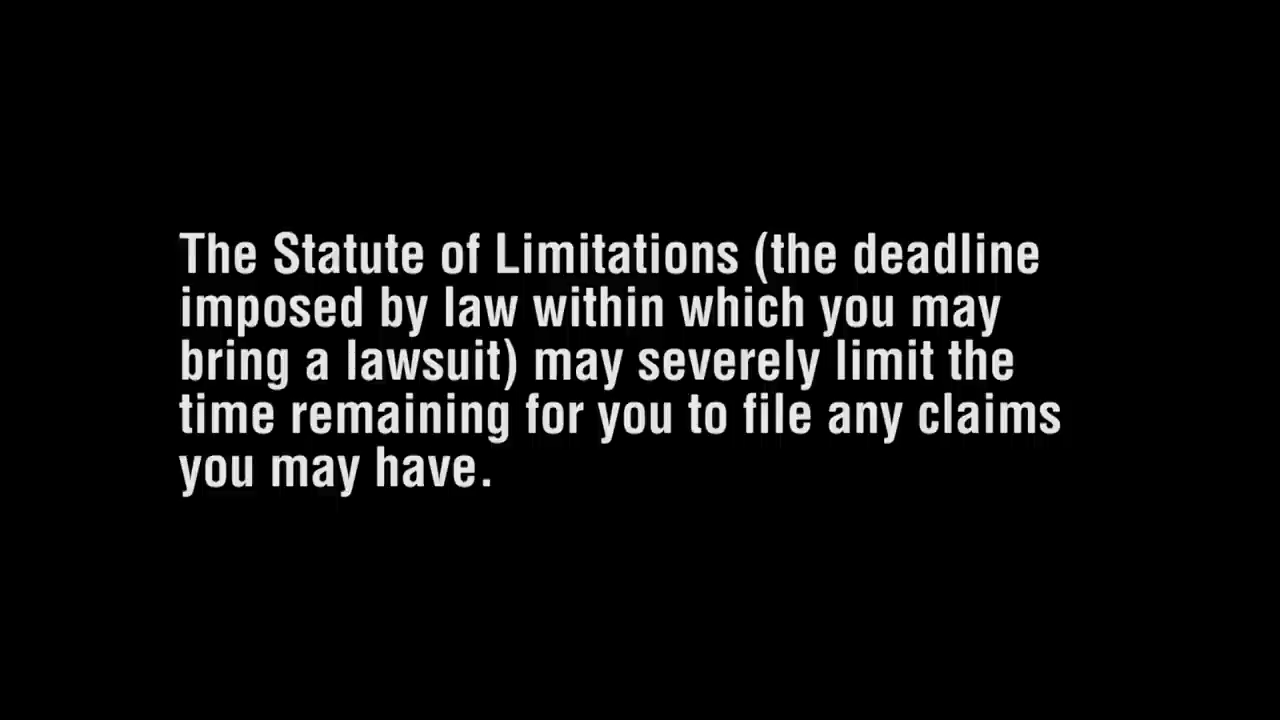 The Statute of Limitations (the deadline
imposed by law within which you may
bring a lawsuit) may severely limit the
time remaining for you to file any claims
you may have.